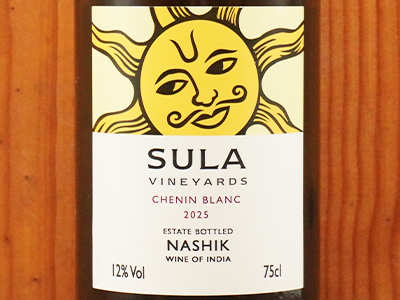 SULA
VINEYARDS
CHENIN BLANC
2025
ESTATE BOTTLED
NASHIK
WINE OF INDIA
12% Vol 75cl